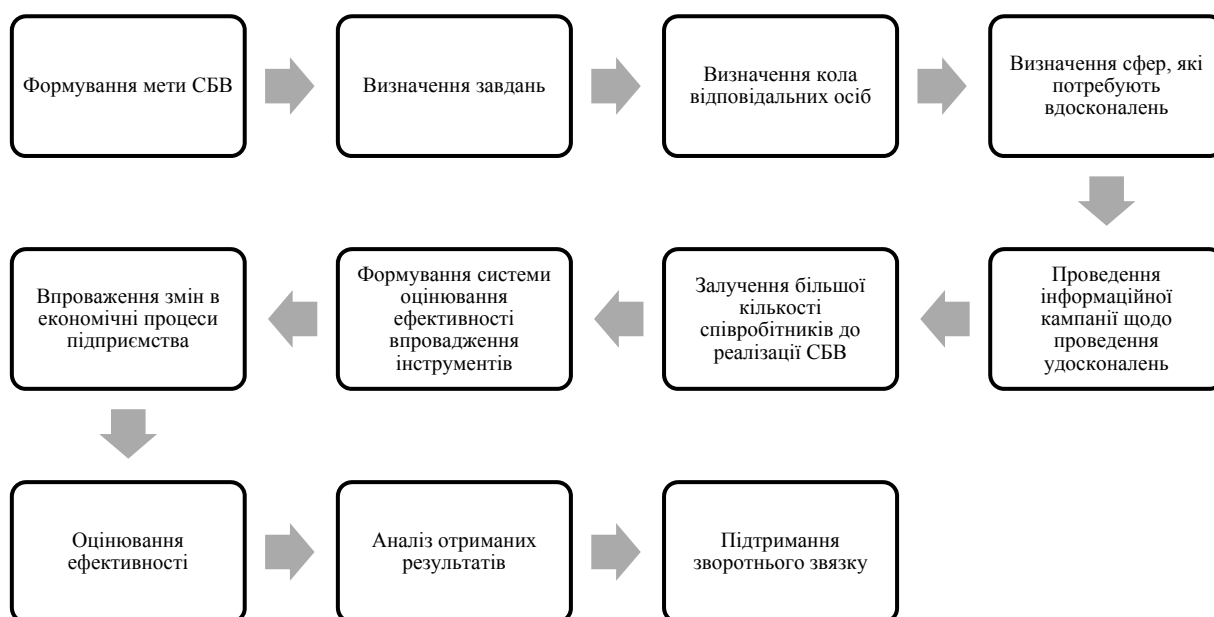 Формування мети СБВ
Визначення завдань
Визначення кола
відповідальних осіб
Визначення сфер, які
потребують
вдосконалень
Проведення
інформаційної
кампанії щодо
проведення
удосконалень
Залучення більшої
кількості
співробітників до
реалізації СБВ
Формування системи
оцінювання
ефективності
впровадження
інструментів
Впроваження змін в
економічні процеси
підприємства
Оцінювання
ефективності
Аналіз отриманих
результатів
Підтримання
зворотнього звязку